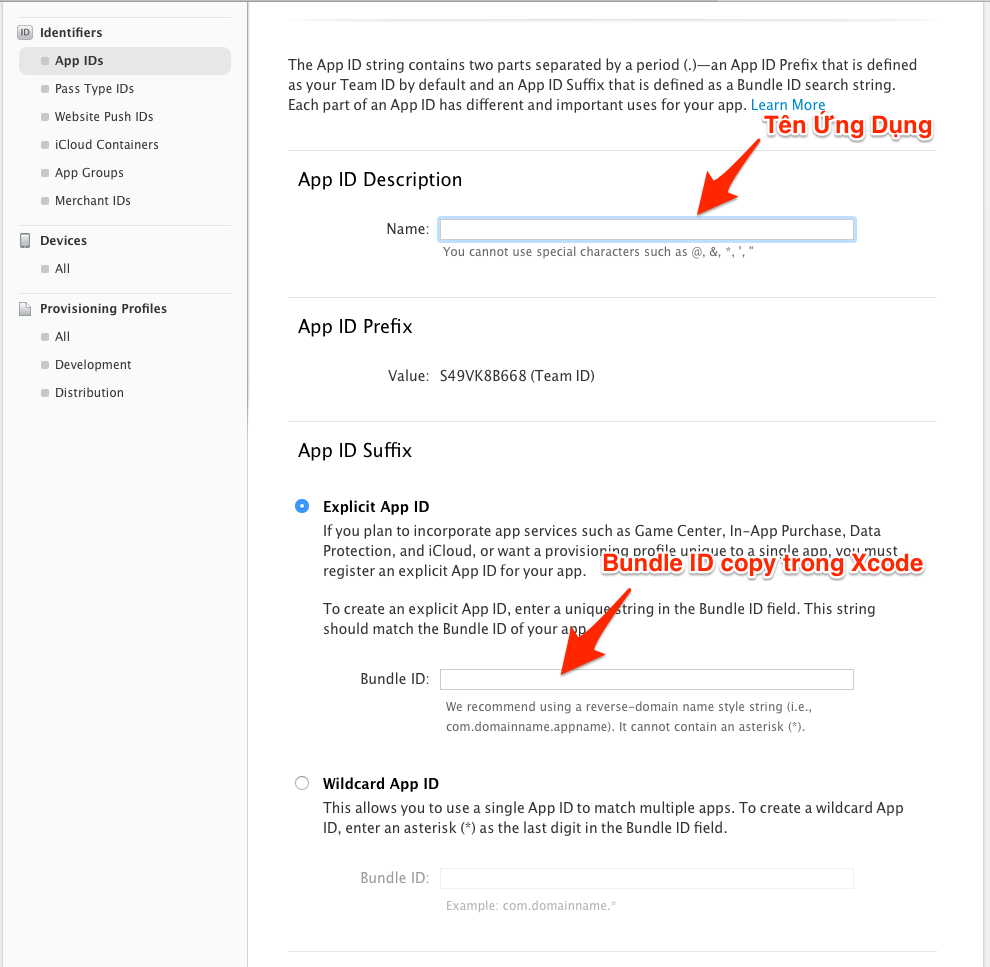 ID Identifiers
App IDs
Pass Type IDs
Website Push IDs
iCloud Containers
App Groups
Merchant IDs
Devices
All
Provisioning Profiles
All
Development
Distribution
The App ID string contains two parts separated by a period (.)—an App ID Prefix that is defined
as your Team ID by default and an App ID Suffix that is defined as a Bundle ID search string.
Each part of an App ID has different and important uses for your app. Learn More
Tên Ứng Dụng
App ID Description
Name:
You cannot use special characters such as @, &, *, ', "
App ID Prefix
Value: S49VK8B668 (Team ID)
App ID Suffix
Explicit App ID
If you plan to incorporate app services such as Game Center, In-App Purchase, Data
Protection, and iCloud, or want a provisioning profile unique to a single app, you must
register an explicit App ID for your app.
Bundle ID copy trong Xcode
To create an explicit App ID, enter a unique string in the Bundle ID field. This string
should match the Bundle ID of your app.
Bundle ID:
We recommend using a reverse-domain name style string (i.e.,
com.domainname.appname). It cannot contain an asterisk (*).
Wildcard App ID
This allows you to use a single App ID to match multiple apps. To create a wildcard App
ID, enter an asterisk (*) as the last digit in the Bundle ID field.
Bundle ID:
Example: com.domainname.*